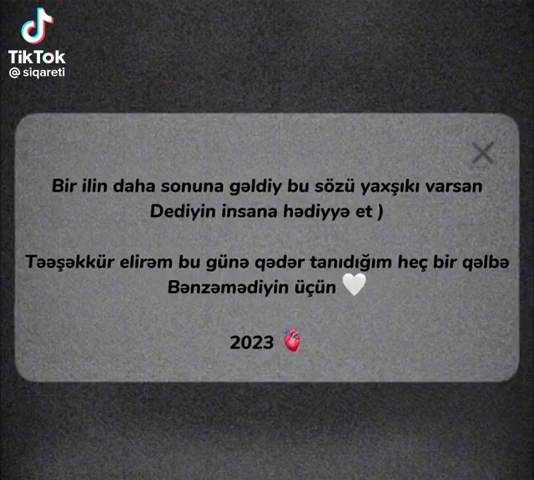 TikTok
@siqareti
Bir ilin daha sonuna gəldiy bu sözü yaxşıkı varsan
Dediyin insana hədiyyə et )
Təəşəkkür elirəm bu günə qədər tanıdığım heç bir qəlbə
Bənzəmədiyin üçün 🤍
2023 🫀